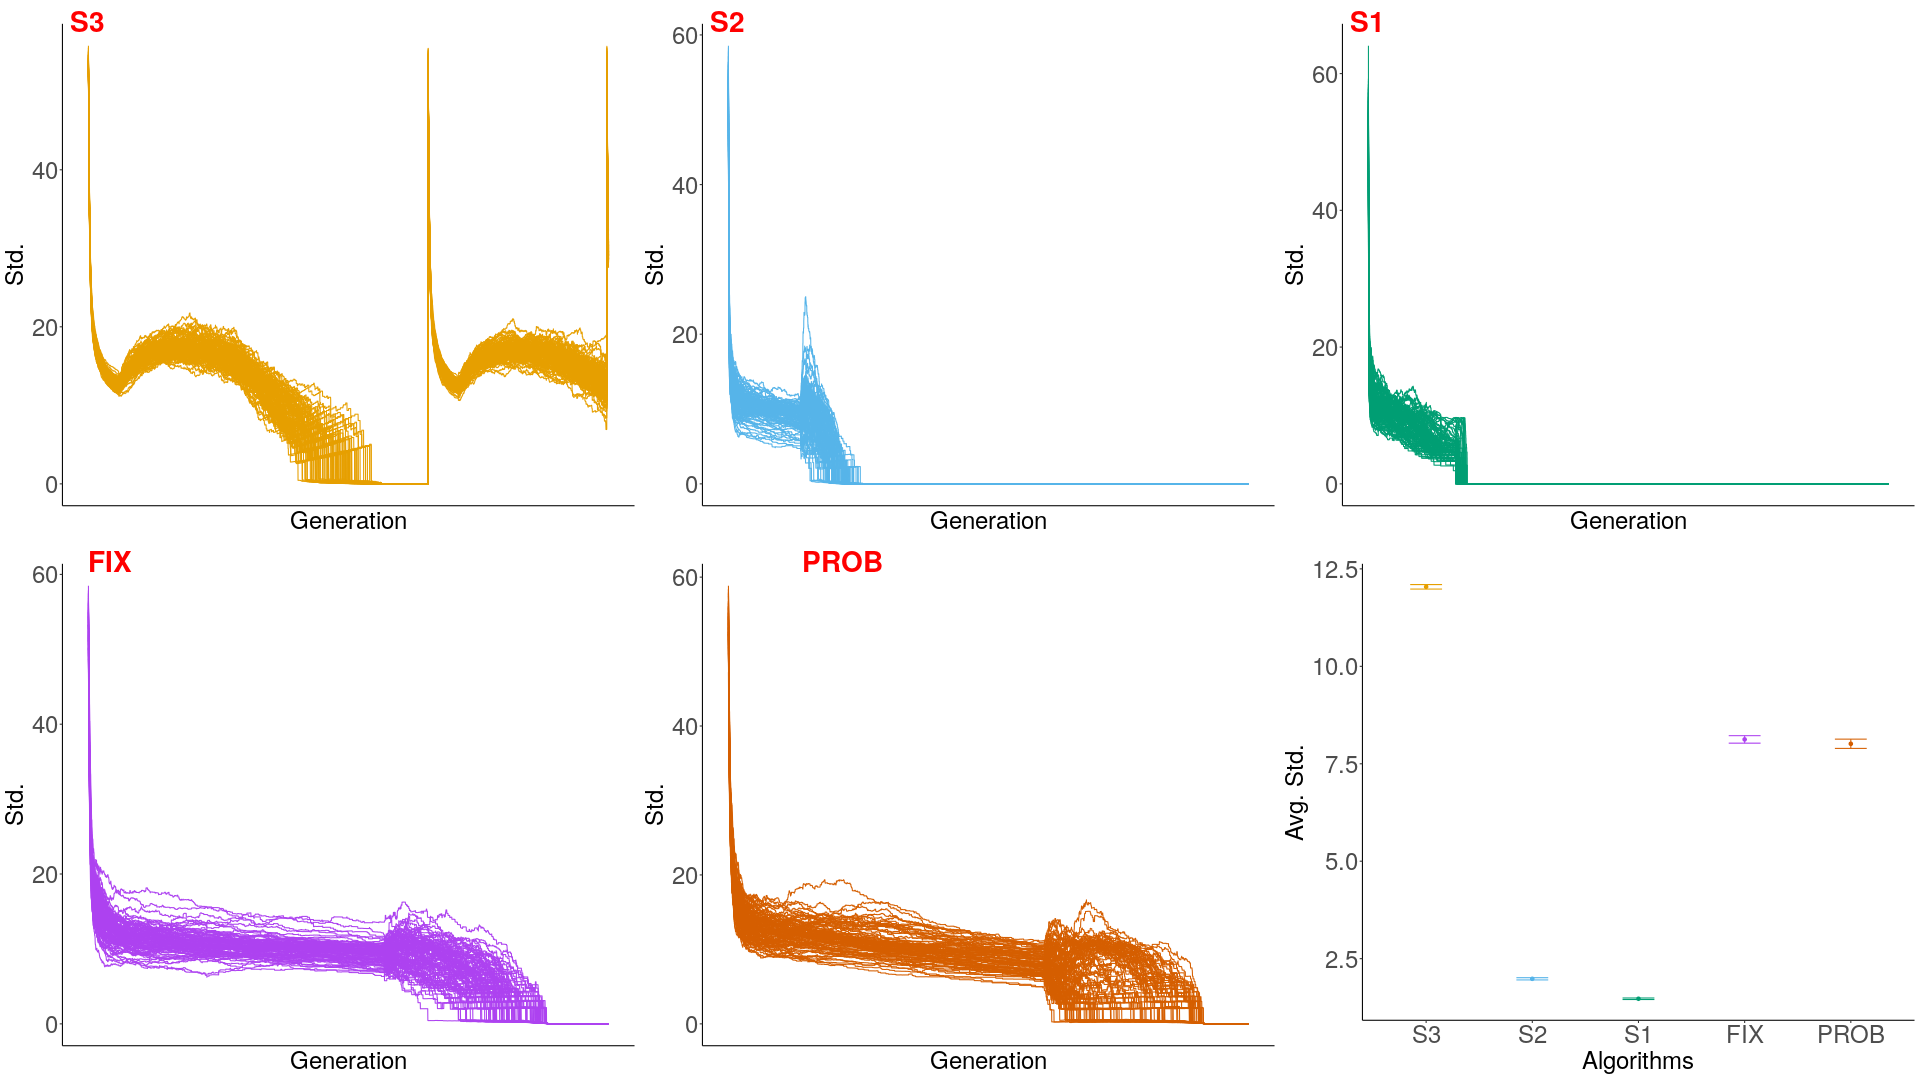 S3
40
20
0
Std.
Generation
S2
60
40
20
0
Std.
Generation
S1
60
40
20
0
Std.
Generation
FIX
60
40
20
0
Std.
Generation
PROB
60
40
20
0
Std.
Generation
12.5
10.0
7.5
5.0
2.5
Avg. Std.
S3 S2 S1 FIX PROB
Algorithms